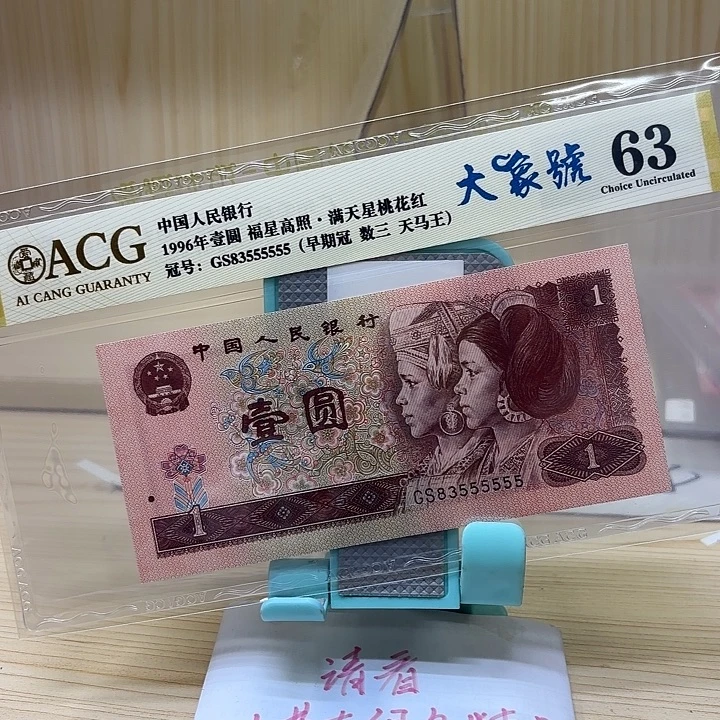 ACG
AI CANG GUARANTY
中国人民银行
1996年壹圆 福星高照·满天星桃花红
冠号：GS83555555（早期冠 数三 天马王）
大象號
63
Choice Uncirculated
中国人民银行
1
壹圆
1
1
GS83555555
请看